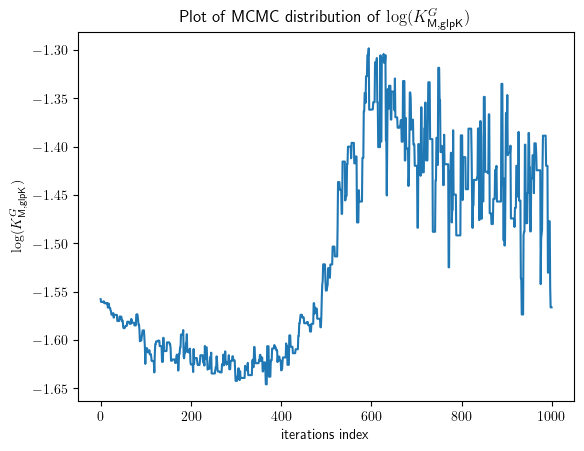 Plot of MCMC distribution of log(K^G_M,glpK)
log(K^G_M,glpK)
−1.30
−1.35
−1.40
−1.45
−1.50
−1.55
−1.60
−1.65
0 200 400 600 800 1000
iterations index